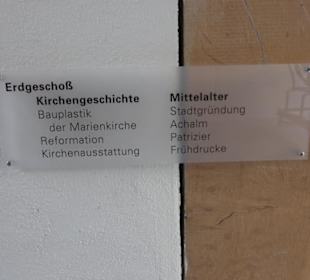 Erdgeschoß
Kirchengeschichte
Bauplastik
der Marienkirche
Reformation
Kirchenausstattung
Mittelalter
Stadtgründung
Achalm
Patrizier
Frühdrucke